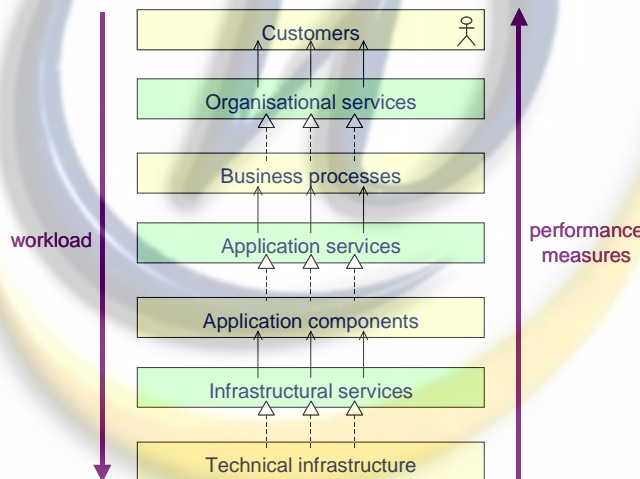 Customers
Organisational services
Business processes
workload
Application services
performance
measures
Application components
Infrastructural services
Technical infrastructure